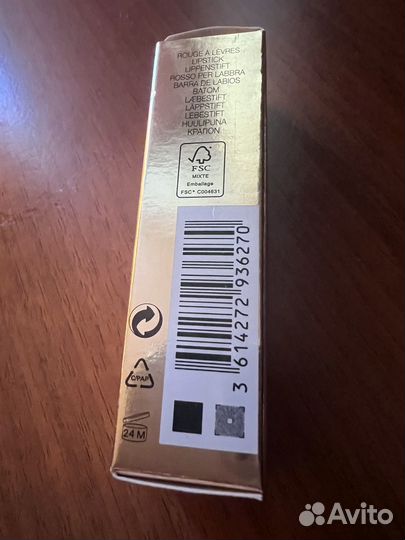 ROUGE À LÈVRES
LIPSTICK
LIPPENSTIFT
ROSSO PER LABBRA
BARRA DE LABIOS
BATOM
LÆBESTIFT
LÄPPSTIFT
LEBESTIFT
HUULIPUNA
ΚΡΑΓΙΟΝ
FSC
MIXTE
Emballage
FSC® C004631
3 614272 936270
C/PAP
24 M
Avito